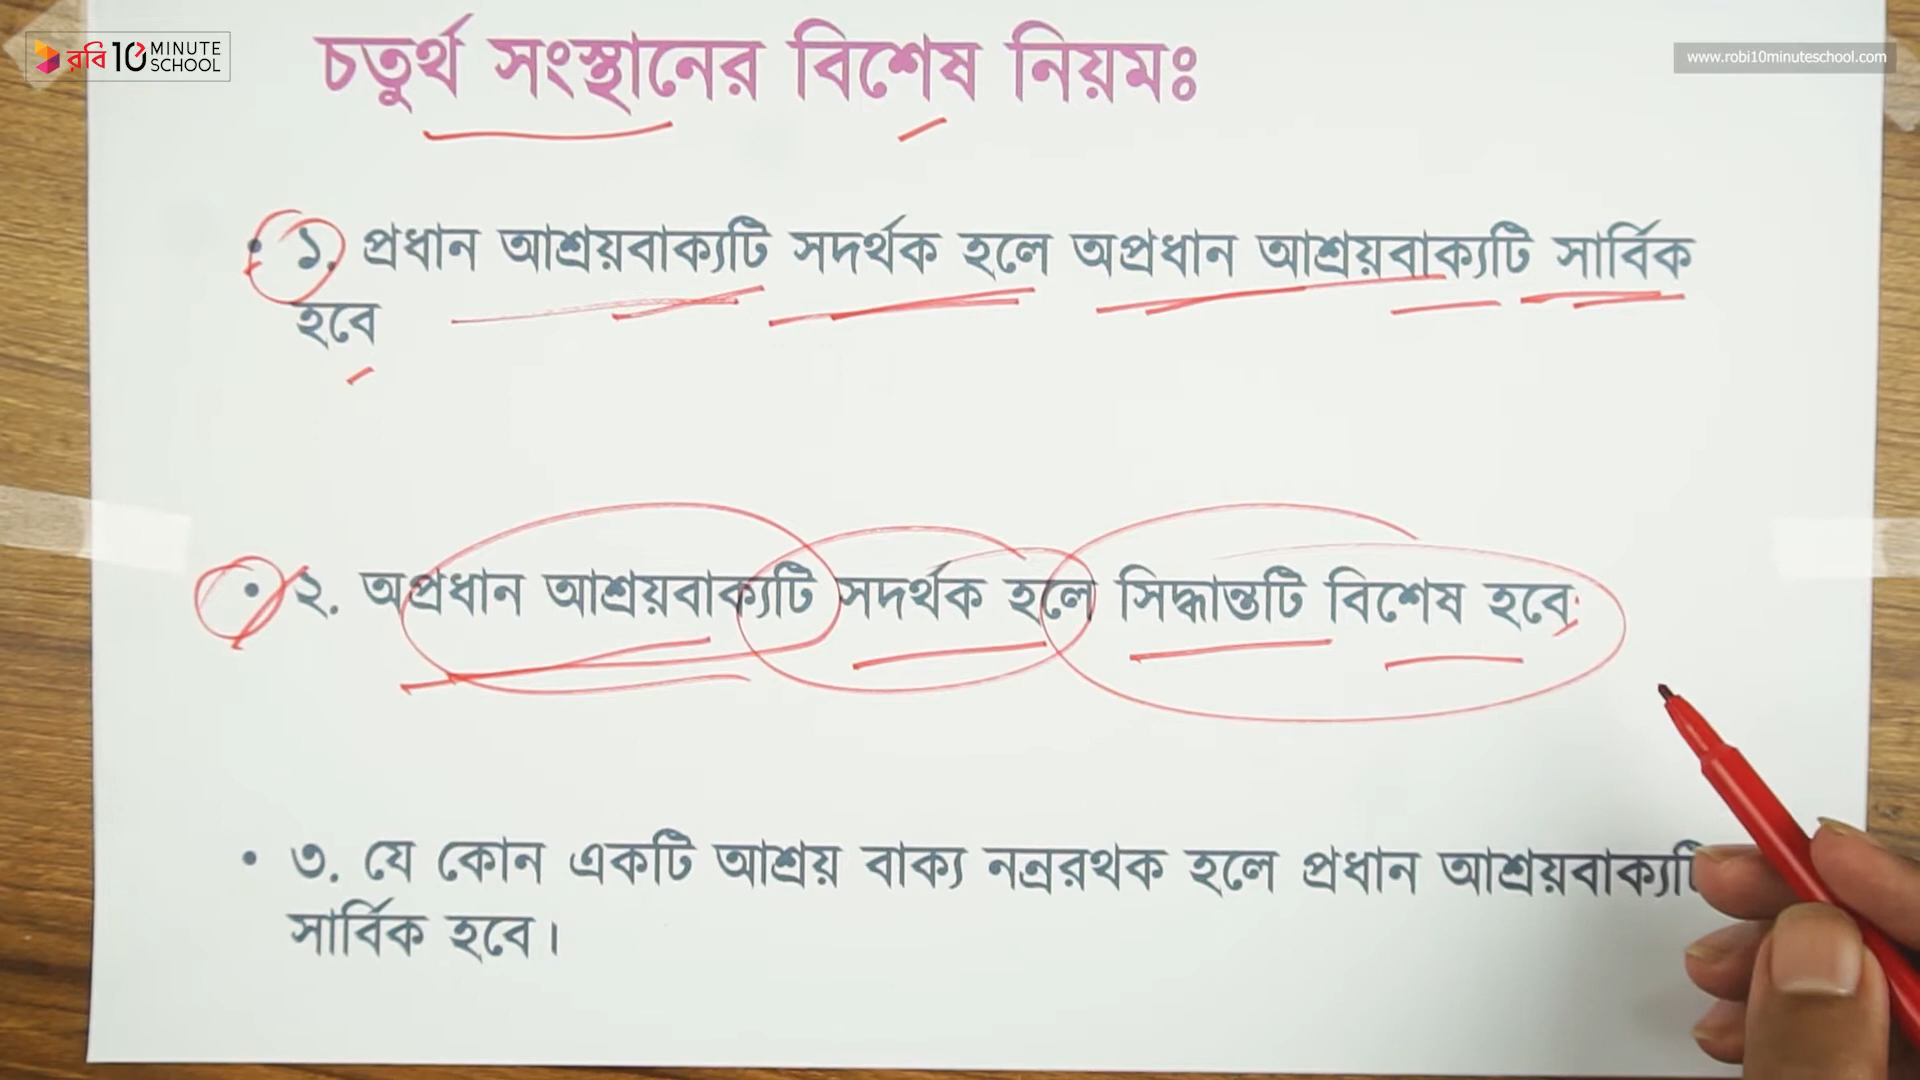 রবি 10 MINUTE SCHOOL
www.robi10minuteschool.com
চতুর্থ সংস্থানের বিশেষ নিয়মঃ
• ১. প্রধান আশ্রয়বাক্যটি সদর্থক হলে অপ্রধান আশ্রয়বাক্যটি সার্বিক
হবে
• ২. অপ্রধান আশ্রয়বাক্যটি সদর্থক হলে সিদ্ধান্তটি বিশেষ হবে
• ৩. যে কোন একটি আশ্রয় বাক্য নন্ররথক হলে প্রধান আশ্রয়বাক্যটি
সার্বিক হবে।